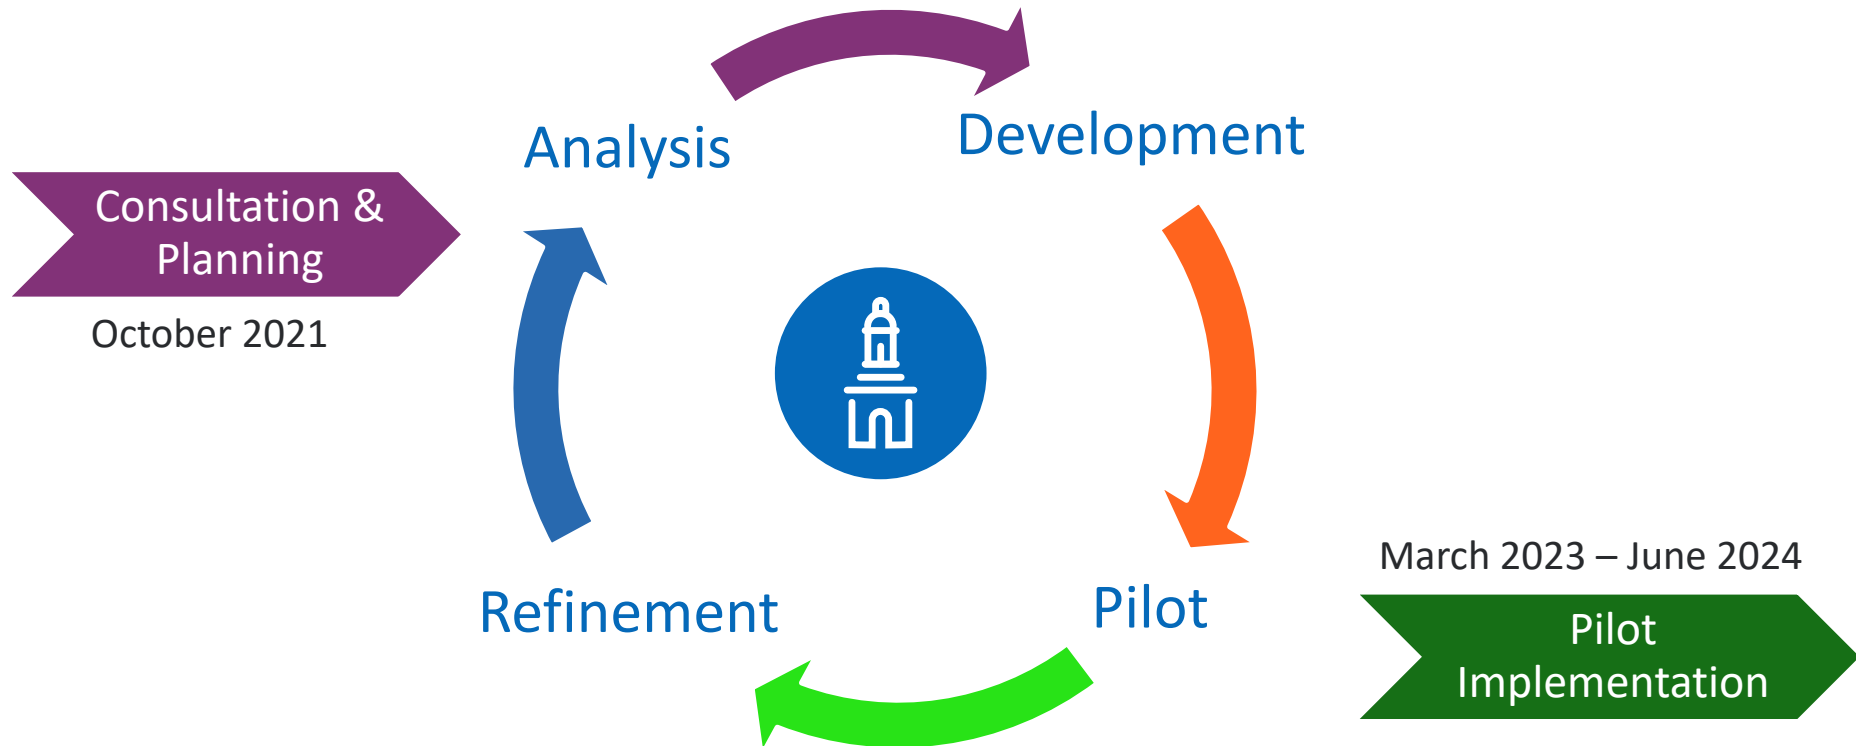 Analysis
Development
Consultation &
Planning
October 2021
March 2023 – June 2024
Refinement
Pilot
Pilot
Implementation